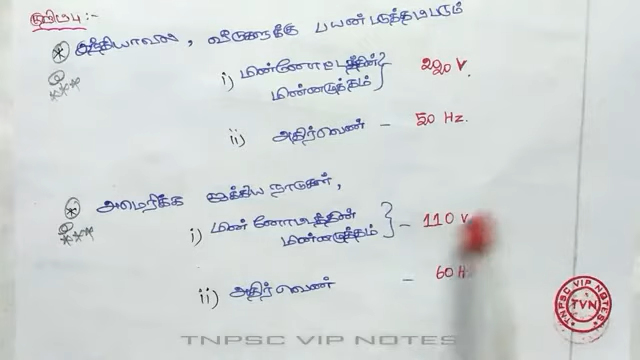 குறிப்பு :-
* இந்தியாவில், வீடுகளுக்கு பயன்படுத்தப்படும்
i) மின்னோட்டத்தின்
மின்னழுத்தம் } 220 V.
ii) அதிர்வெண் – 50 Hz.
* அமெரிக்க ஐக்கிய நாடுகள்,
i) மின்னோட்டத்தின்
மின்னழுத்தம் } – 110 V
ii) அதிர்வெண் – 60 H
TNPSC VIP NOTES
TNPSC VIP NOTES
TVN